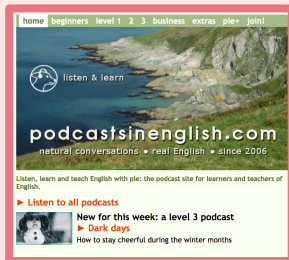 home beginners level 1 2 3 business extras pie+ join!
listen & learn
podcastsinenglish.com
natural conversations • real English • since 2006
Listen, learn and teach English with pie: the podcast site for learners and teachers of
English.
► Listen to all podcasts
New for this week: a level 3 podcast
► Dark days
How to stay cheerful during the winter months